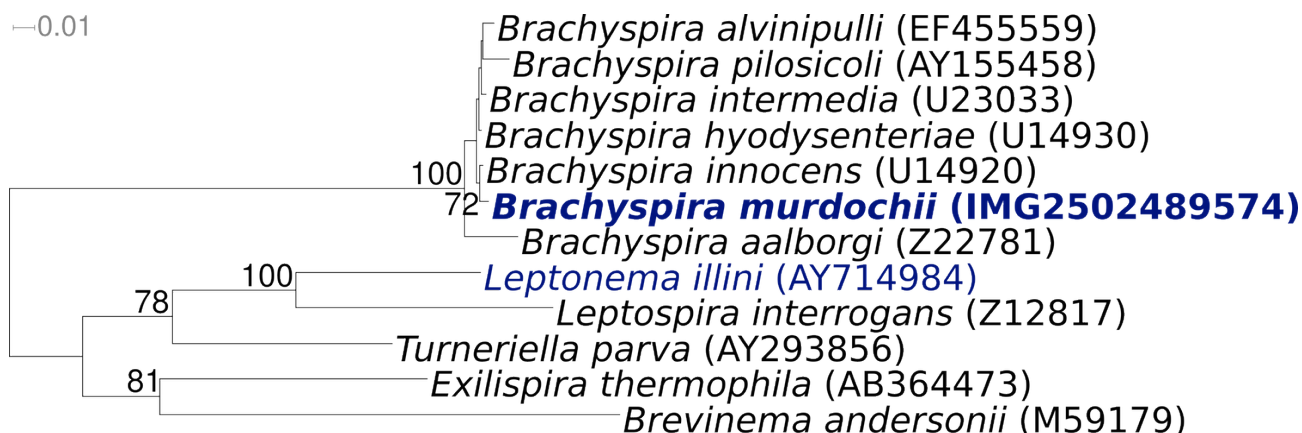 0.01
Brachyspira alvinipulli (EF455559)
Brachyspira pilosicoli (AY155458)
Brachyspira intermedia (U23033)
Brachyspira hyodysenteriae (U14930)
100
Brachyspira innocens (U14920)
72
Brachyspira murdochii (IMG2502489574)
Brachyspira aalborgi (Z22781)
100
Leptonema illini (AY714984)
78
Leptospira interrogans (Z12817)
Turneriella parva (AY293856)
81
Exilispira thermophila (AB364473)
Brevinema andersonii (M59179)